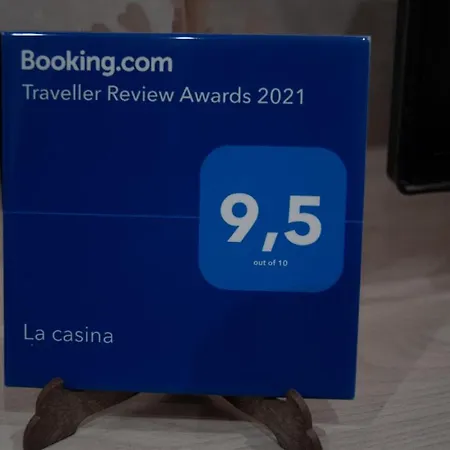 Booking.com
Traveller Review Awards 2021
9,5
out of 10
La casina